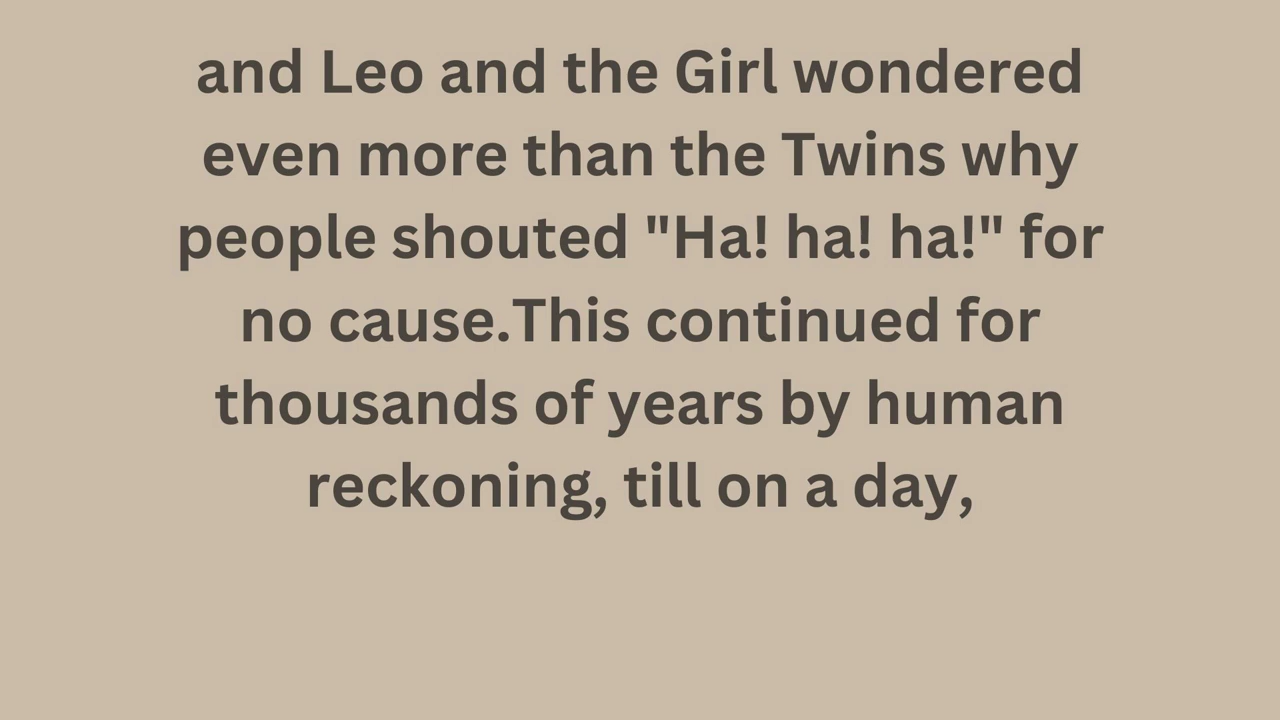 and Leo and the Girl wondered
even more than the Twins why
people shouted "Ha! ha! ha!" for
no cause.This continued for
thousands of years by human
reckoning, till on a day,